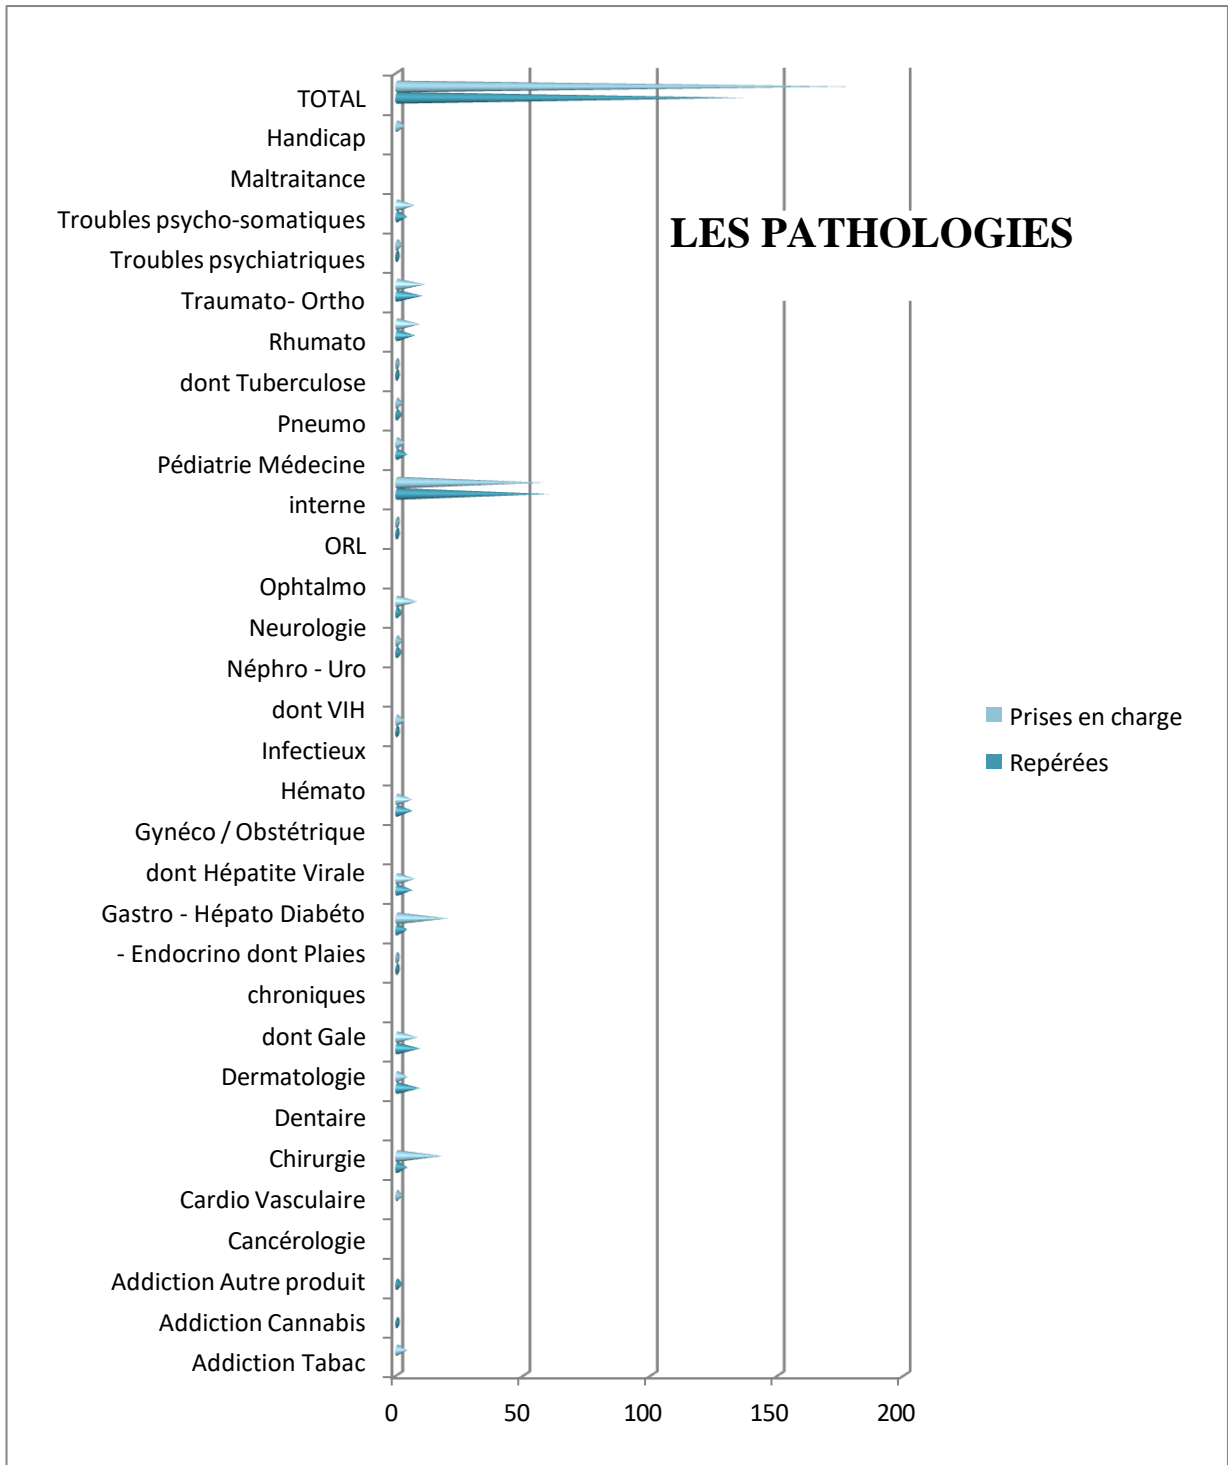 TOTAL
Handicap
Maltraitance
Troubles psycho-somatiques
LES PATHOLOGIES
Troubles psychiatriques
Traumato- Ortho
Rhumato
dont Tuberculose
Pneumo
Pédiatrie Médecine
interne
ORL
Ophtalmo
Neurologie
Néphro - Uro
dont VIH
Prises en charge
Infectieux
Repérées
Hémato
Gynéco / Obstétrique
dont Hépatite Virale
Gastro - Hépato Diabéto
- Endocrino dont Plaies
chroniques
dont Gale
Dermatologie
Dentaire
Chirurgie
Cardio Vasculaire
Cancérologie
Addiction Autre produit
Addiction Cannabis
Addiction Tabac
0 50 100 150 200